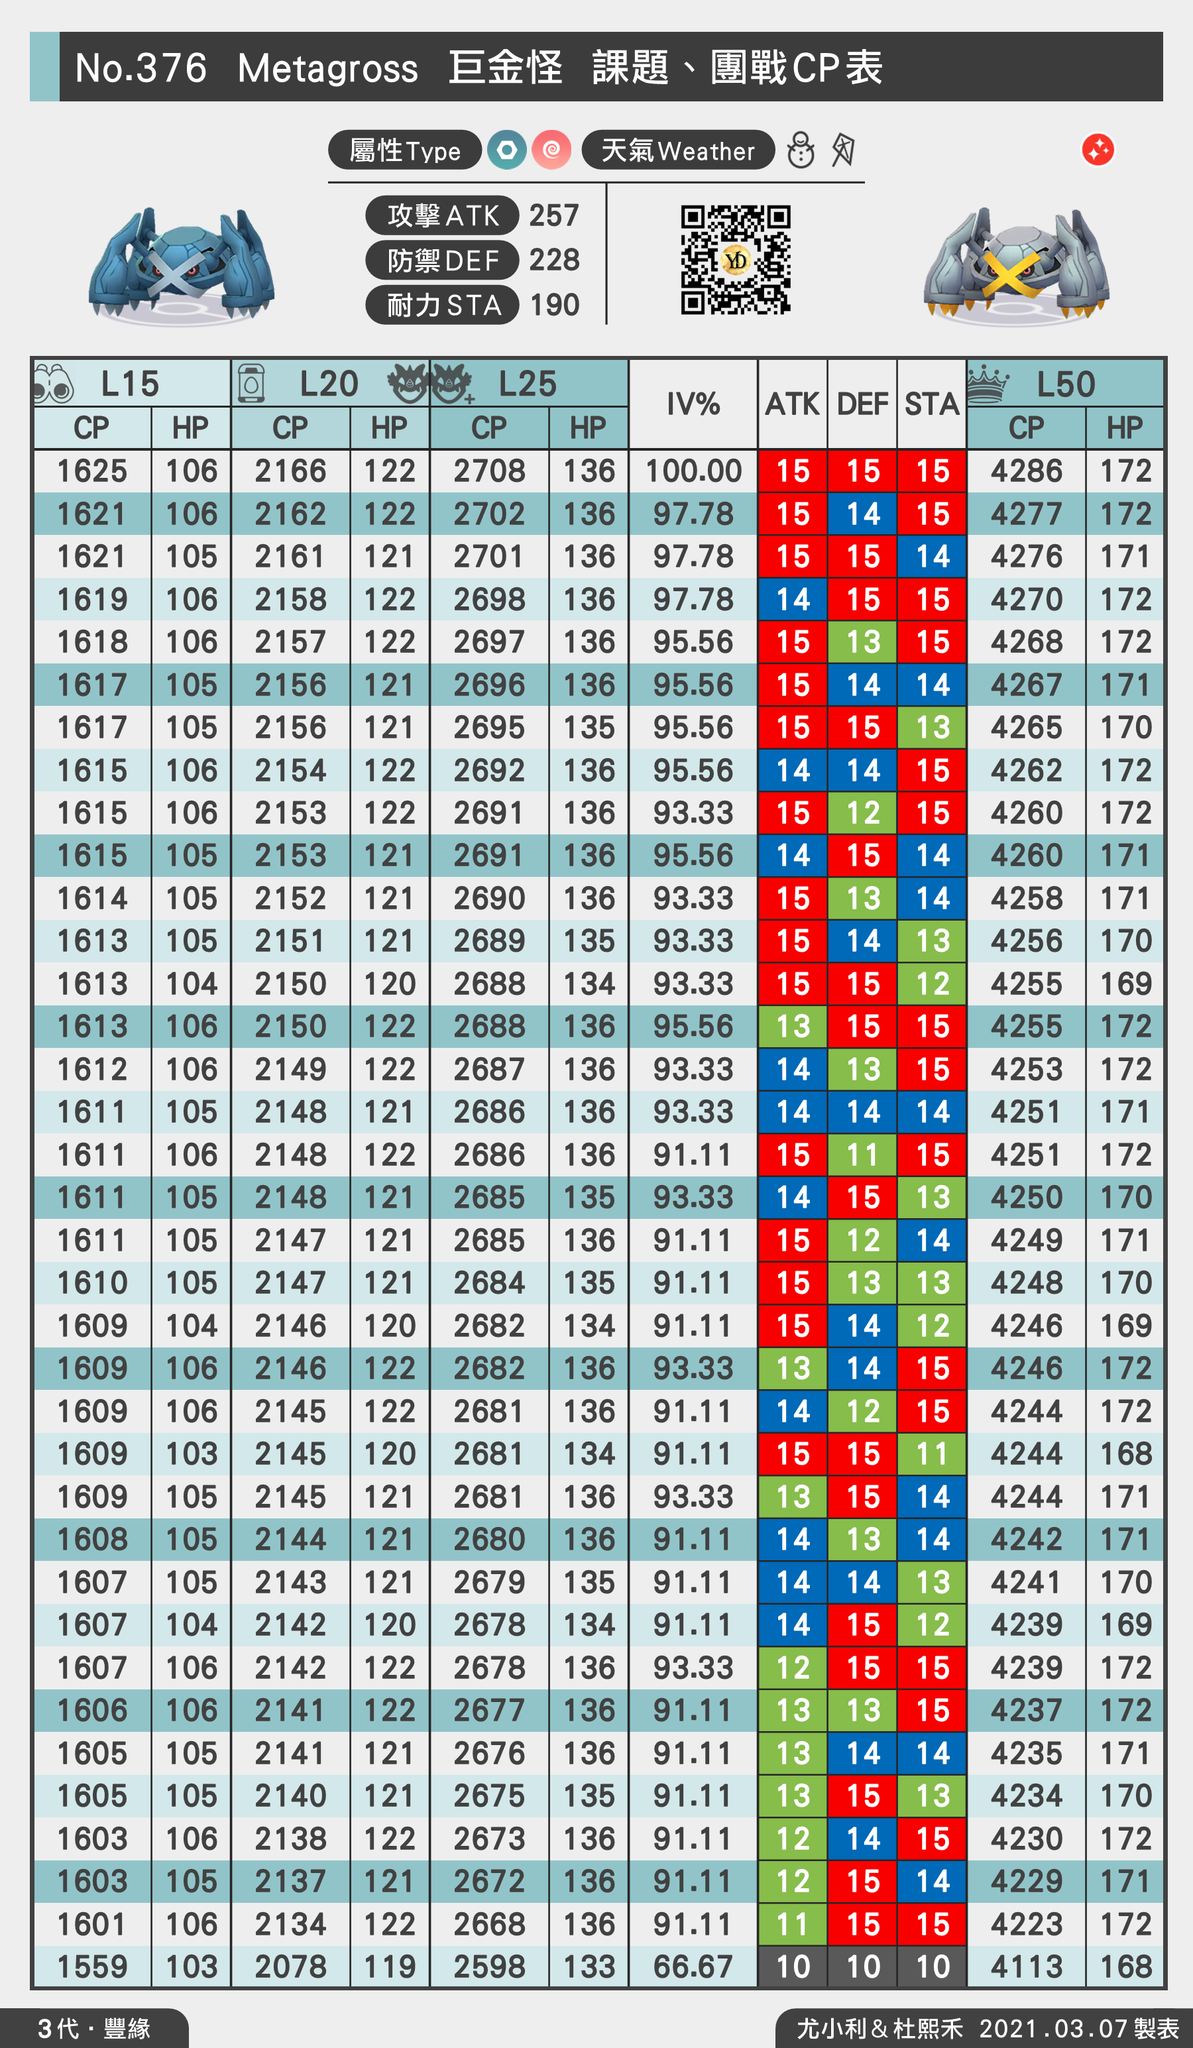 No.376 Metagross 巨金怪 課題、團戰CP表
屬性Type 天氣Weather
攻擊ATK 257
防禦DEF 228
YD
耐力STA 190
L15 L20 L25 IV% ATK DEF STA L50
CP HP CP HP CP HP CP HP
1625 106 2166 122 2708 136 100.00 15 15 15 4286 172
1621 106 2162 122 2702 136 97.78 15 14 15 4277 172
1621 105 2161 121 2701 136 97.78 15 15 14 4276 171
1619 106 2158 122 2698 136 97.78 14 15 15 4270 172
1618 106 2157 122 2697 136 95.56 15 13 15 4268 172
1617 105 2156 121 2696 136 95.56 15 14 14 4267 171
1617 105 2156 121 2695 135 95.56 15 15 13 4265 170
1615 106 2154 122 2692 136 95.56 14 14 15 4262 172
1615 106 2153 122 2691 136 93.33 15 12 15 4260 172
1615 105 2153 121 2691 136 95.56 14 15 14 4260 171
1614 105 2152 121 2690 136 93.33 15 13 14 4258 171
1613 105 2151 121 2689 135 93.33 15 14 13 4256 170
1613 104 2150 120 2688 134 93.33 15 15 12 4255 169
1613 106 2150 122 2688 136 95.56 13 15 15 4255 172
1612 106 2149 122 2687 136 93.33 14 13 15 4253 172
1611 105 2148 121 2686 136 93.33 14 14 14 4251 171
1611 106 2148 122 2686 136 91.11 15 11 15 4251 172
1611 105 2148 121 2685 135 93.33 14 15 13 4250 170
1611 105 2147 121 2685 136 91.11 15 12 14 4249 171
1610 105 2147 121 2684 135 91.11 15 13 13 4248 170
1609 104 2146 120 2682 134 91.11 15 14 12 4246 169
1609 106 2146 122 2682 136 93.33 13 14 15 4246 172
1609 106 2145 122 2681 136 91.11 14 12 15 4244 172
1609 103 2145 120 2681 134 91.11 15 15 11 4244 168
1609 105 2145 121 2681 136 93.33 13 15 14 4244 171
1608 105 2144 121 2680 136 91.11 14 13 14 4242 171
1607 105 2143 121 2679 135 91.11 14 14 13 4241 170
1607 104 2142 120 2678 134 91.11 14 15 12 4239 169
1607 106 2142 122 2678 136 93.33 12 15 15 4239 172
1606 106 2141 122 2677 136 91.11 13 13 15 4237 172
1605 105 2141 121 2676 136 91.11 13 14 14 4235 171
1605 105 2140 121 2675 135 91.11 13 15 13 4234 170
1603 106 2138 122 2673 136 91.11 12 14 15 4230 172
1603 105 2137 121 2672 136 91.11 12 15 14 4229 171
1601 106 2134 122 2668 136 91.11 11 15 15 4223 172
1559 103 2078 119 2598 133 66.67 10 10 10 4113 168
3代・豐緣 尤小利＆杜熙禾 2021.03.07製表